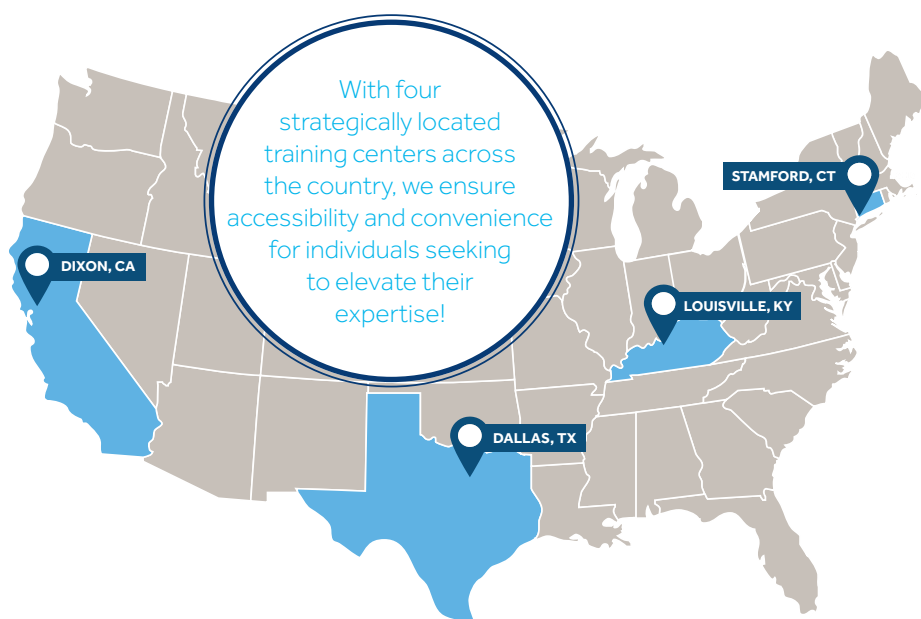 With four
strategically located
training centers across
the country, we ensure
accessibility and convenience
for individuals seeking
to elevate their
expertise!
STAMFORD, CT
DIXON, CA
LOUISVILLE, KY
DALLAS, TX